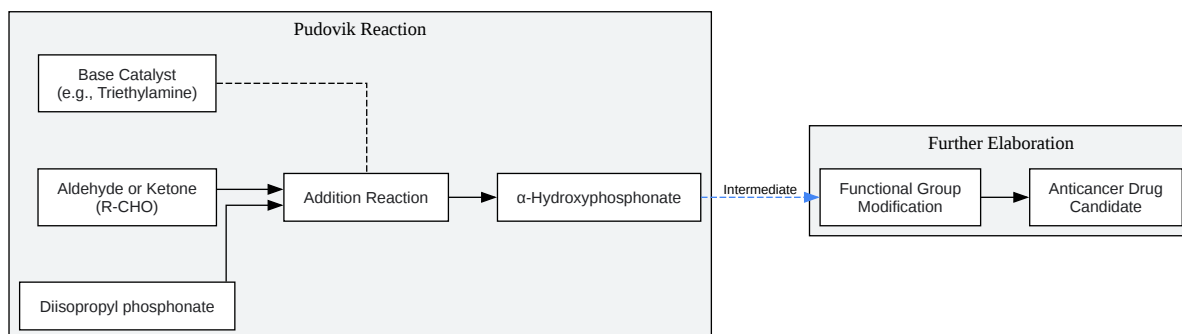 Pudovik Reaction
Base Catalyst
(e.g., Triethylamine)
Aldehyde or Ketone
(R-CHO)
Diisopropyl phosphonate
Addition Reaction
α-Hydroxyphosphonate
Intermediate
Further Elaboration
Functional Group
Modification
Anticancer Drug
Candidate